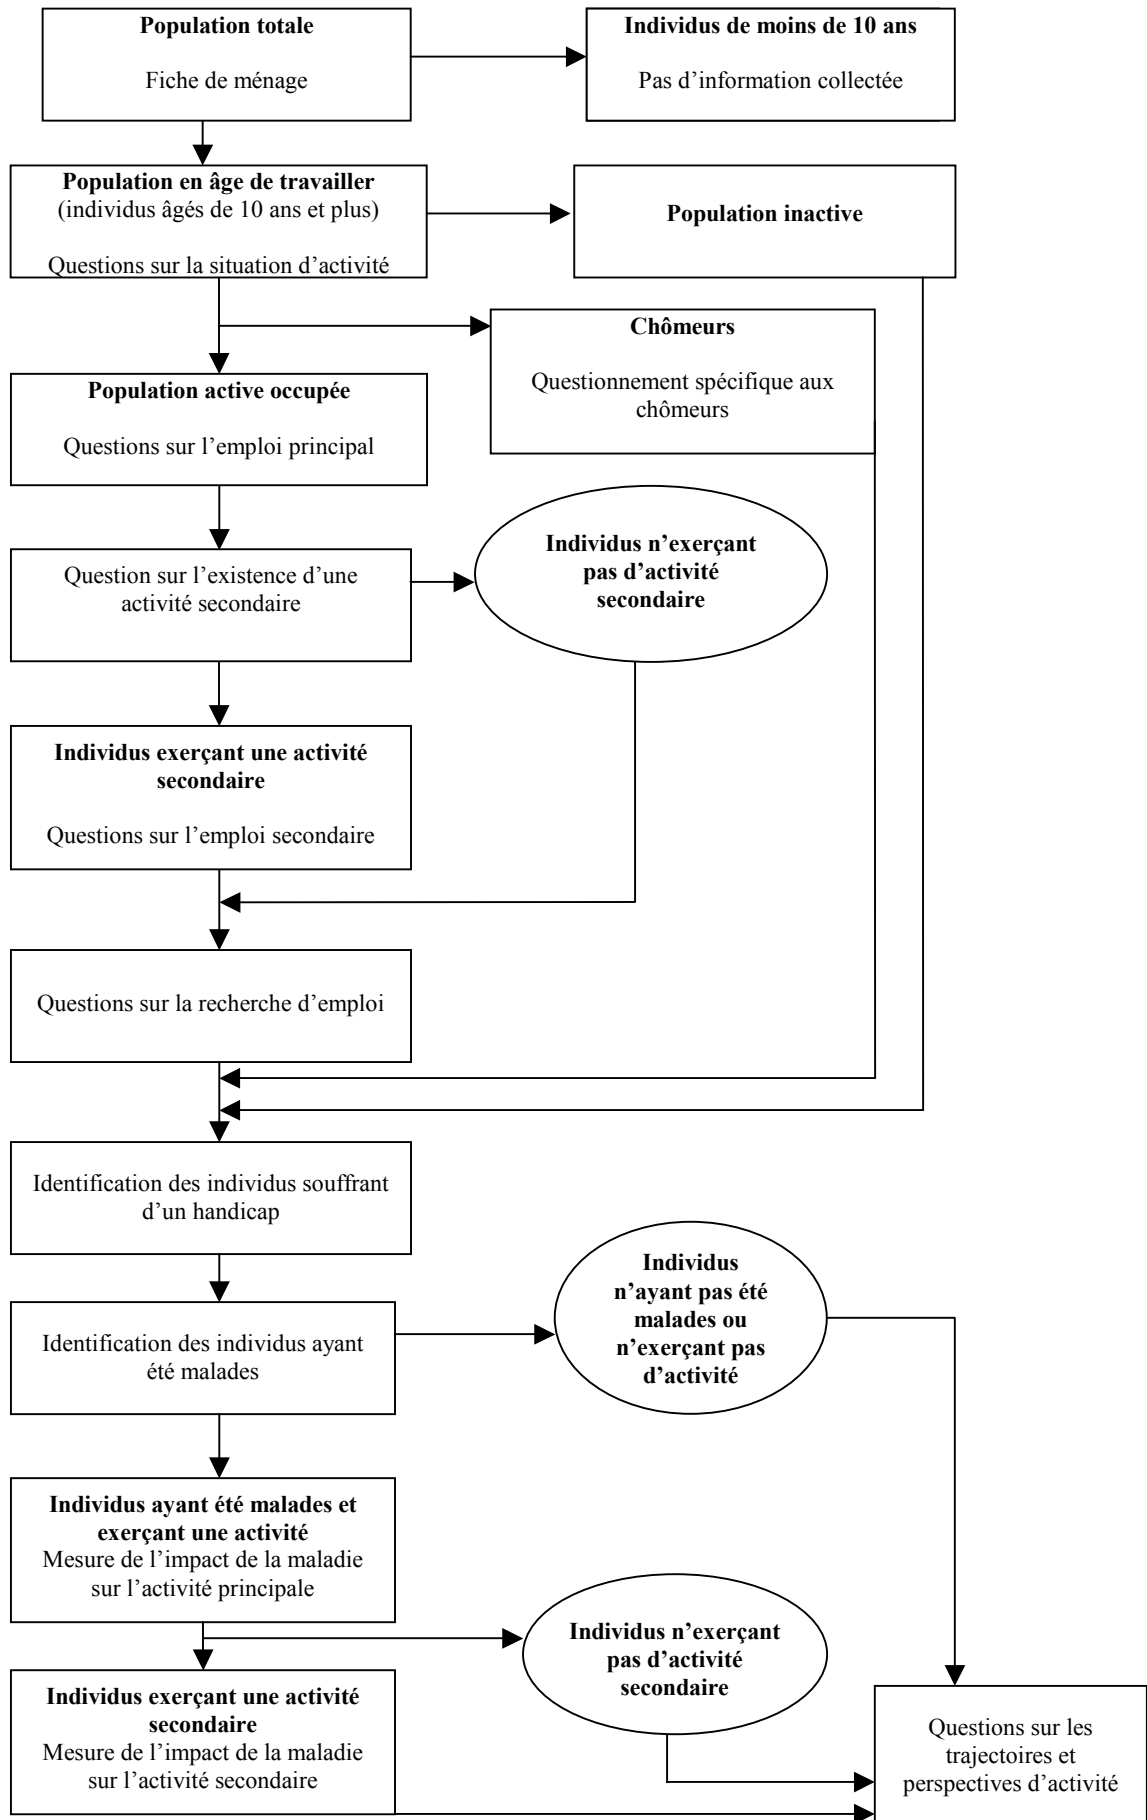 Population totale
Fiche de ménage
Individus de moins de 10 ans
Pas d’information collectée
Population en âge de travailler
(individus âgés de 10 ans et plus)
Questions sur la situation d’activité
Population inactive
Chômeurs
Questionnement spécifique aux
chômeurs
Population active occupée
Questions sur l’emploi principal
Question sur l’existence d’une
activité secondaire
Individus n’exerçant
pas d’activité
secondaire
Individus exerçant une activité
secondaire
Questions sur l’emploi secondaire
Questions sur la recherche d’emploi
Identification des individus souffrant
d’un handicap
Identification des individus ayant
été malades
Individus
n’ayant pas été
malades ou
n’exerçant pas
d’activité
Individus ayant été malades et
exerçant une activité
Mesure de l’impact de la maladie
sur l’activité principale
Individus n’exerçant
pas d’activité
secondaire
Individus exerçant une activité
secondaire
Mesure de l’impact de la maladie
sur l’activité secondaire
Questions sur les
trajectoires et
perspectives d’activité